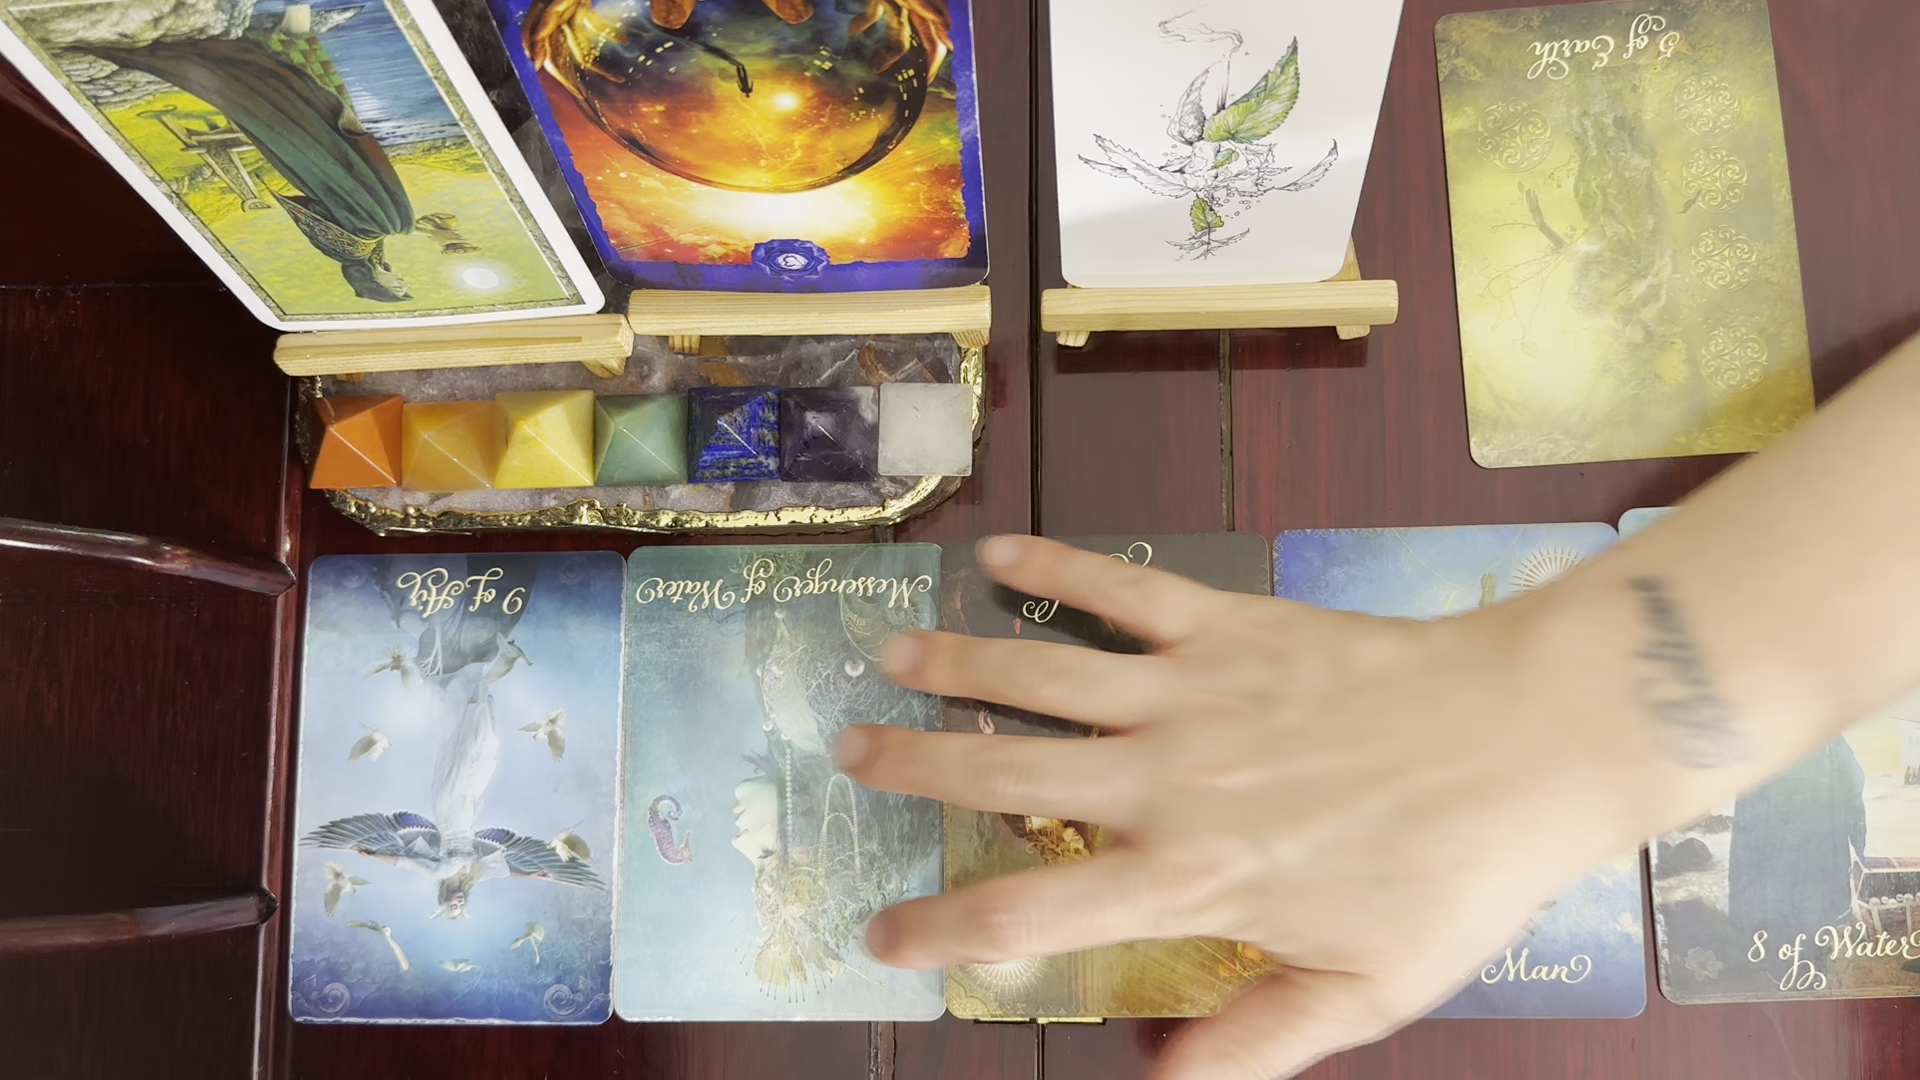 5 of Earth
9 of Air
Messenger of Water
Man
8 of Water